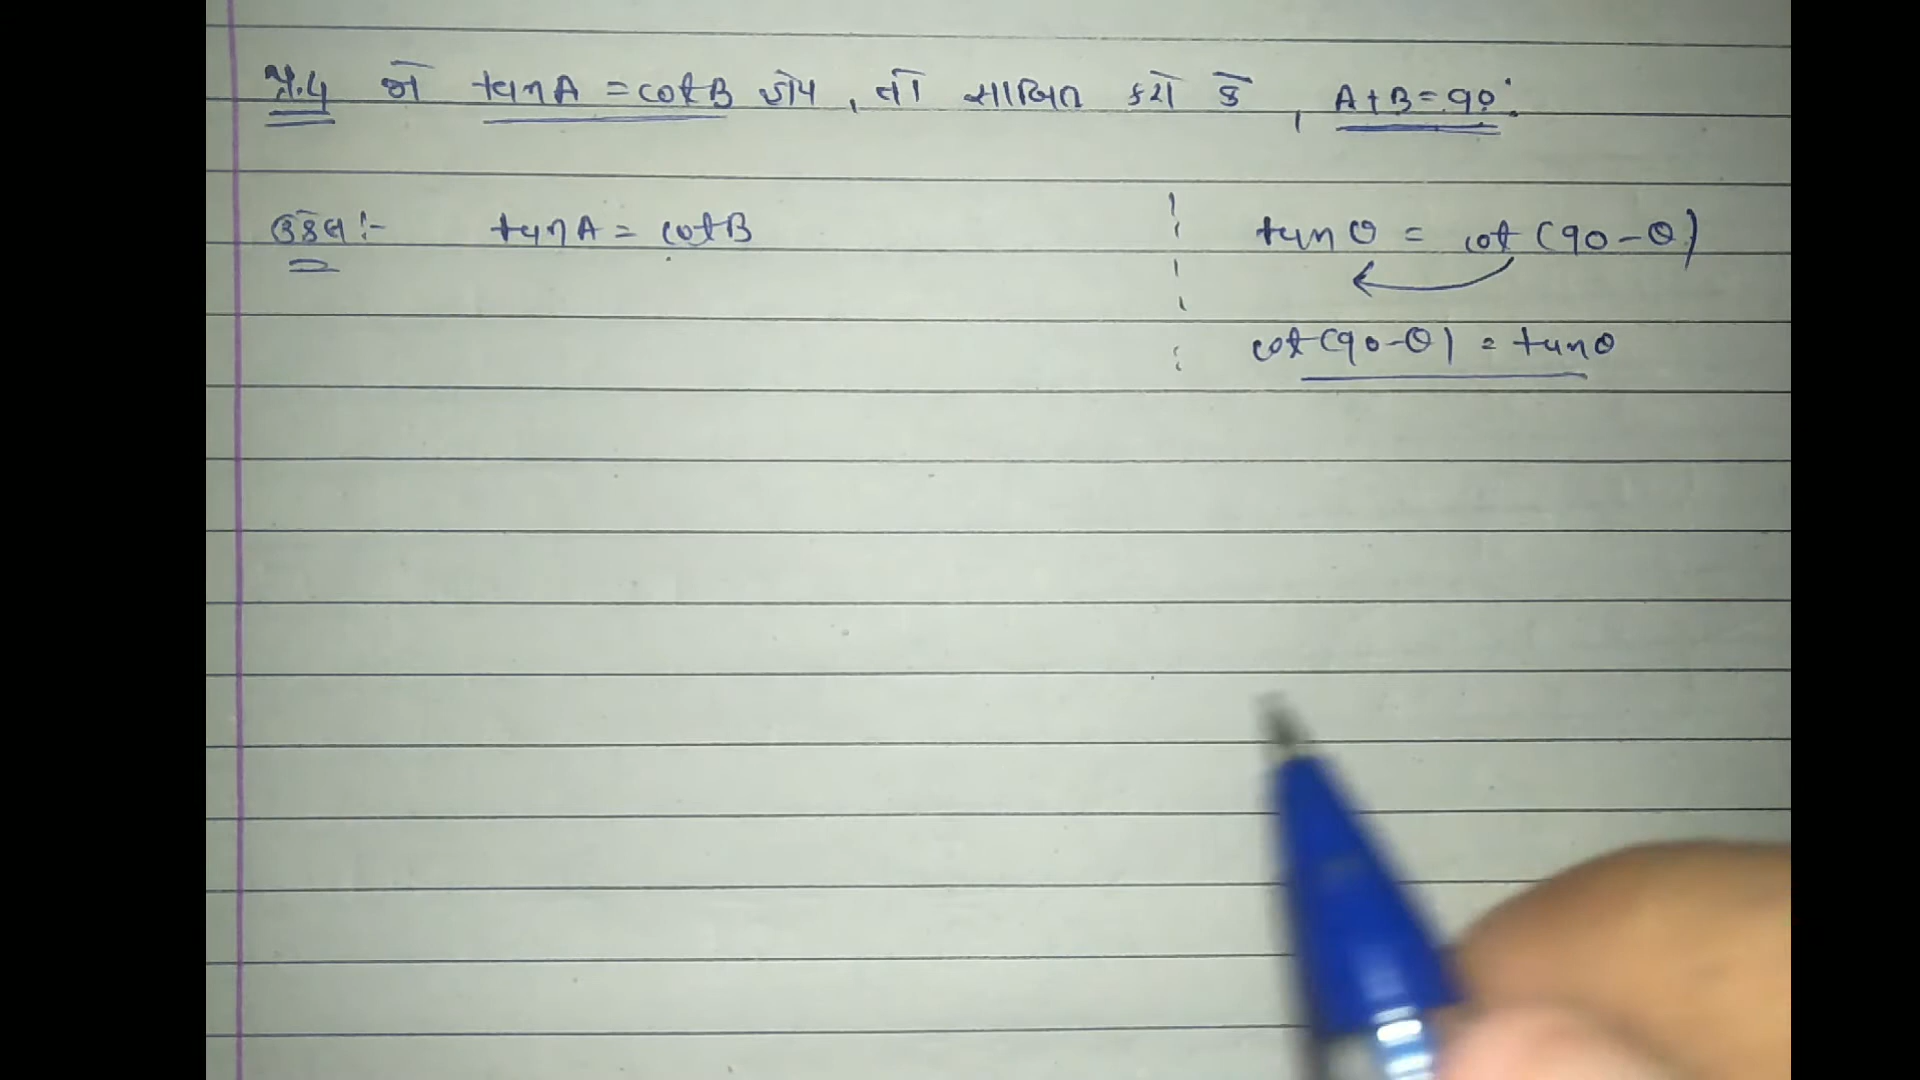 પ્ર.4 જો tanA = cotB હોય, તો સાબિત કરો કે, A+B=90°.
ઉકેલ :- tanA = cotB
tanθ = cot(90-θ)
cot(90-θ) = tanθ